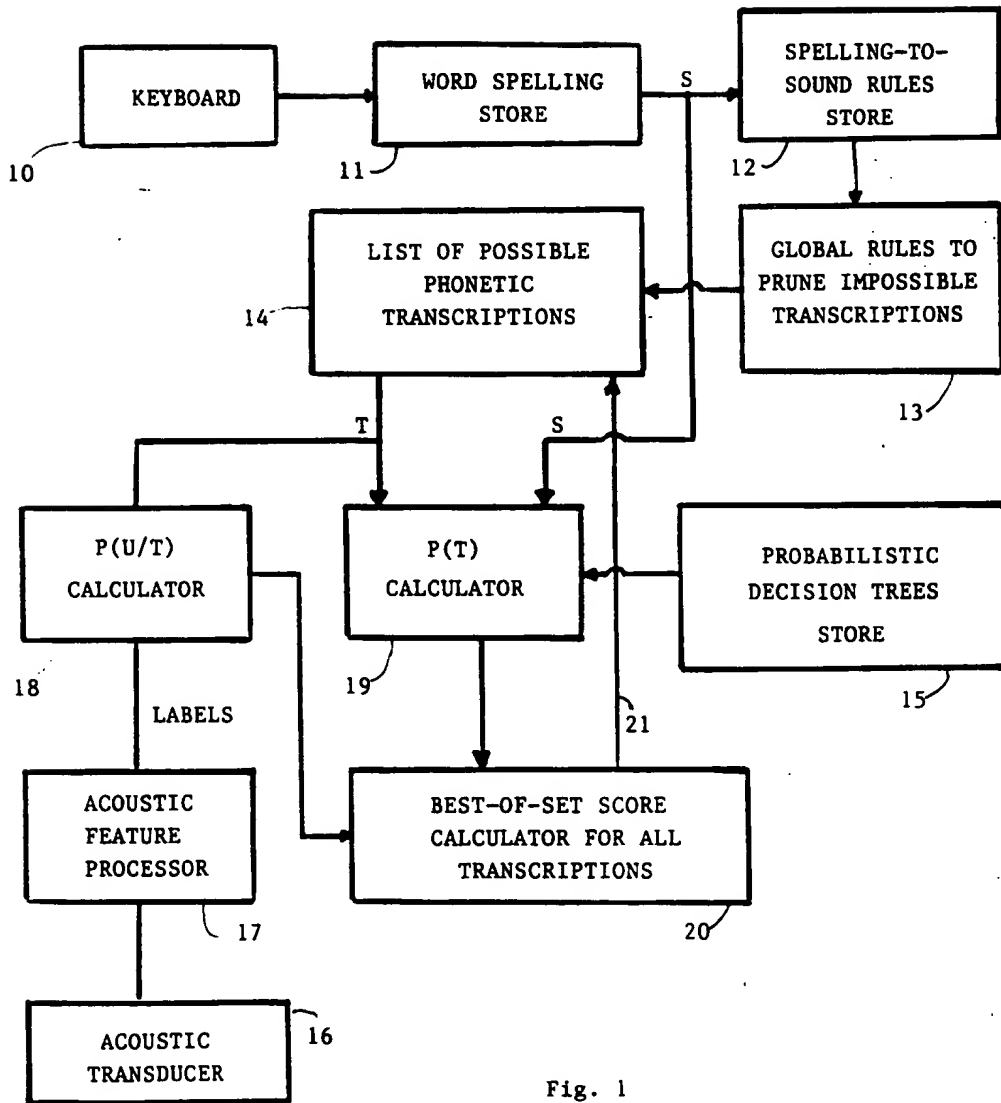 KEYBOARD
10
WORD SPELLING
STORE
11
S
SPELLING-TO-
SOUND RULES
STORE
12
LIST OF POSSIBLE
PHONETIC
TRANSCRIPTIONS
14
GLOBAL RULES TO
PRUNE IMPOSSIBLE
TRANSCRIPTIONS
13
T
S
P(U/T)
CALCULATOR
18
P(T)
CALCULATOR
19
PROBABILISTIC
DECISION TREES
STORE
15
LABELS
21
ACOUSTIC
FEATURE
PROCESSOR
17
BEST-OF-SET SCORE
CALCULATOR FOR ALL
TRANSCRIPTIONS
20
ACOUSTIC
TRANSDUCER
16
Fig. 1